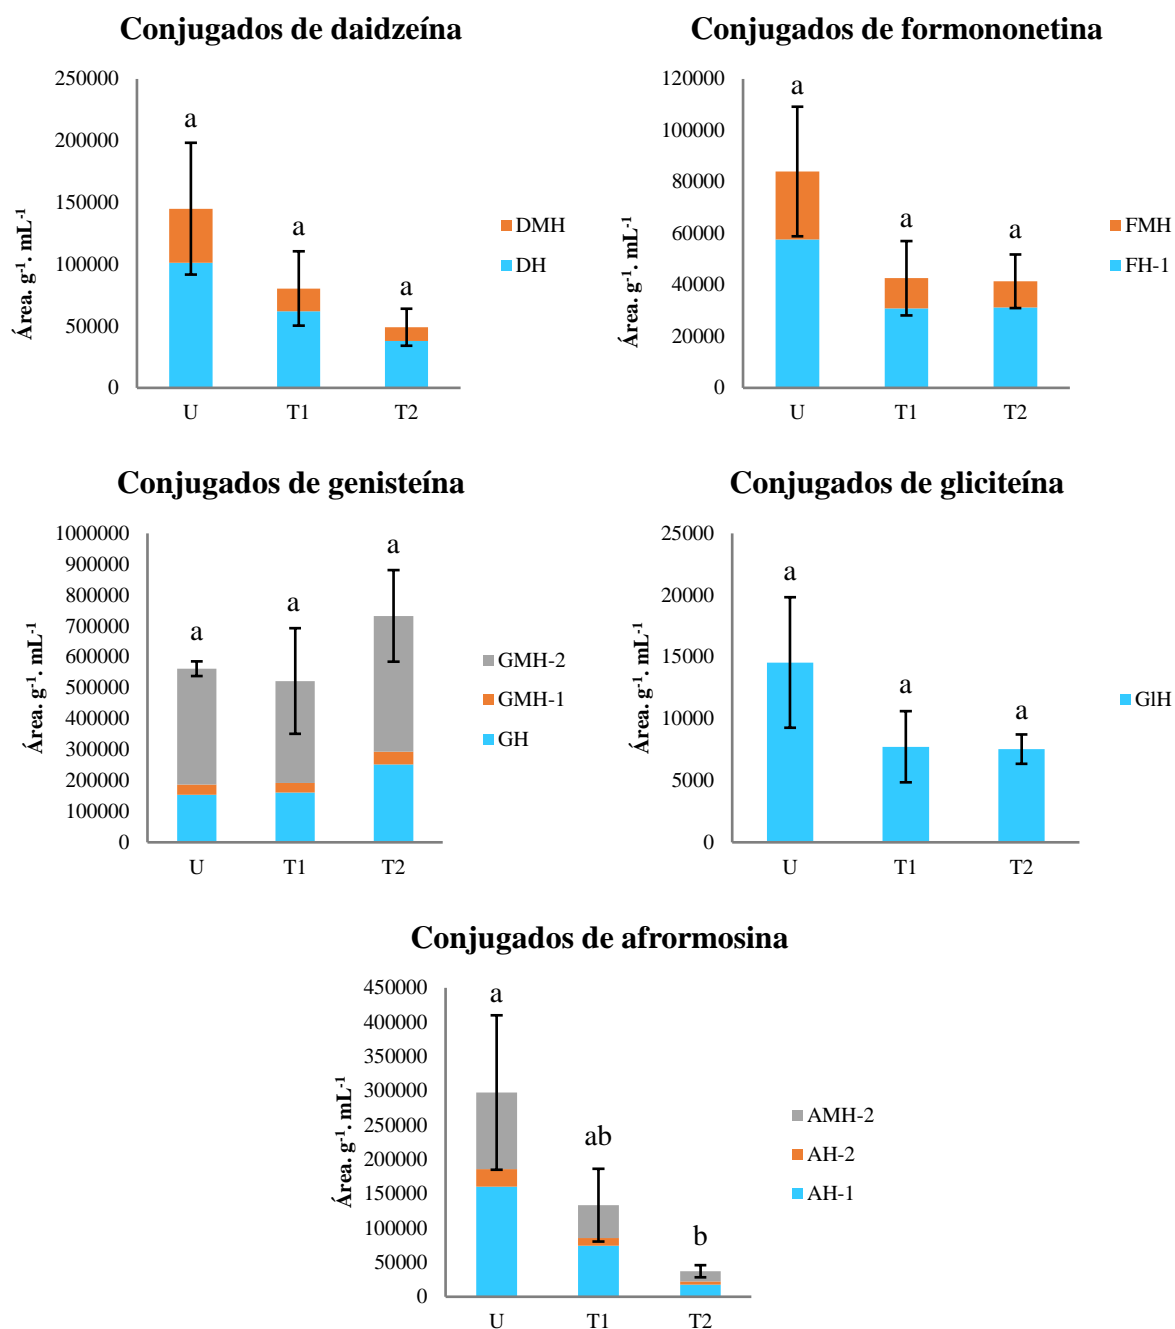 Conjugados de daidzeína
250000
200000
150000
100000
50000
0
Área. g⁻¹. mL⁻¹
a
a
a
U T1 T2
DMH
DH
Conjugados de formononetina
120000
100000
80000
60000
40000
20000
0
Área. g⁻¹. mL⁻¹
a
a
a
U T1 T2
FMH
FH-1
Conjugados de genisteína
1000000
900000
800000
700000
600000
500000
400000
300000
200000
100000
0
Área. g⁻¹. mL⁻¹
a
a
a
U T1 T2
GMH-2
GMH-1
GH
Conjugados de gliciteína
25000
20000
15000
10000
5000
0
Área. g⁻¹. mL⁻¹
a
a
a
U T1 T2
GlH
Conjugados de afrormosina
450000
400000
350000
300000
250000
200000
150000
100000
50000
0
Área. g⁻¹. mL⁻¹
a
ab
b
U T1 T2
AMH-2
AH-2
AH-1